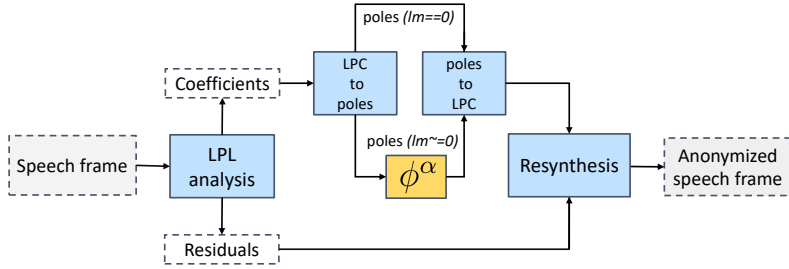 poles (Im==0)
Coefficients
LPC
to
poles
poles
to
LPC
poles (Im~=0)
Speech frame
LPL
analysis
ϕ^α
Resynthesis
Anonymized
speech frame
Residuals